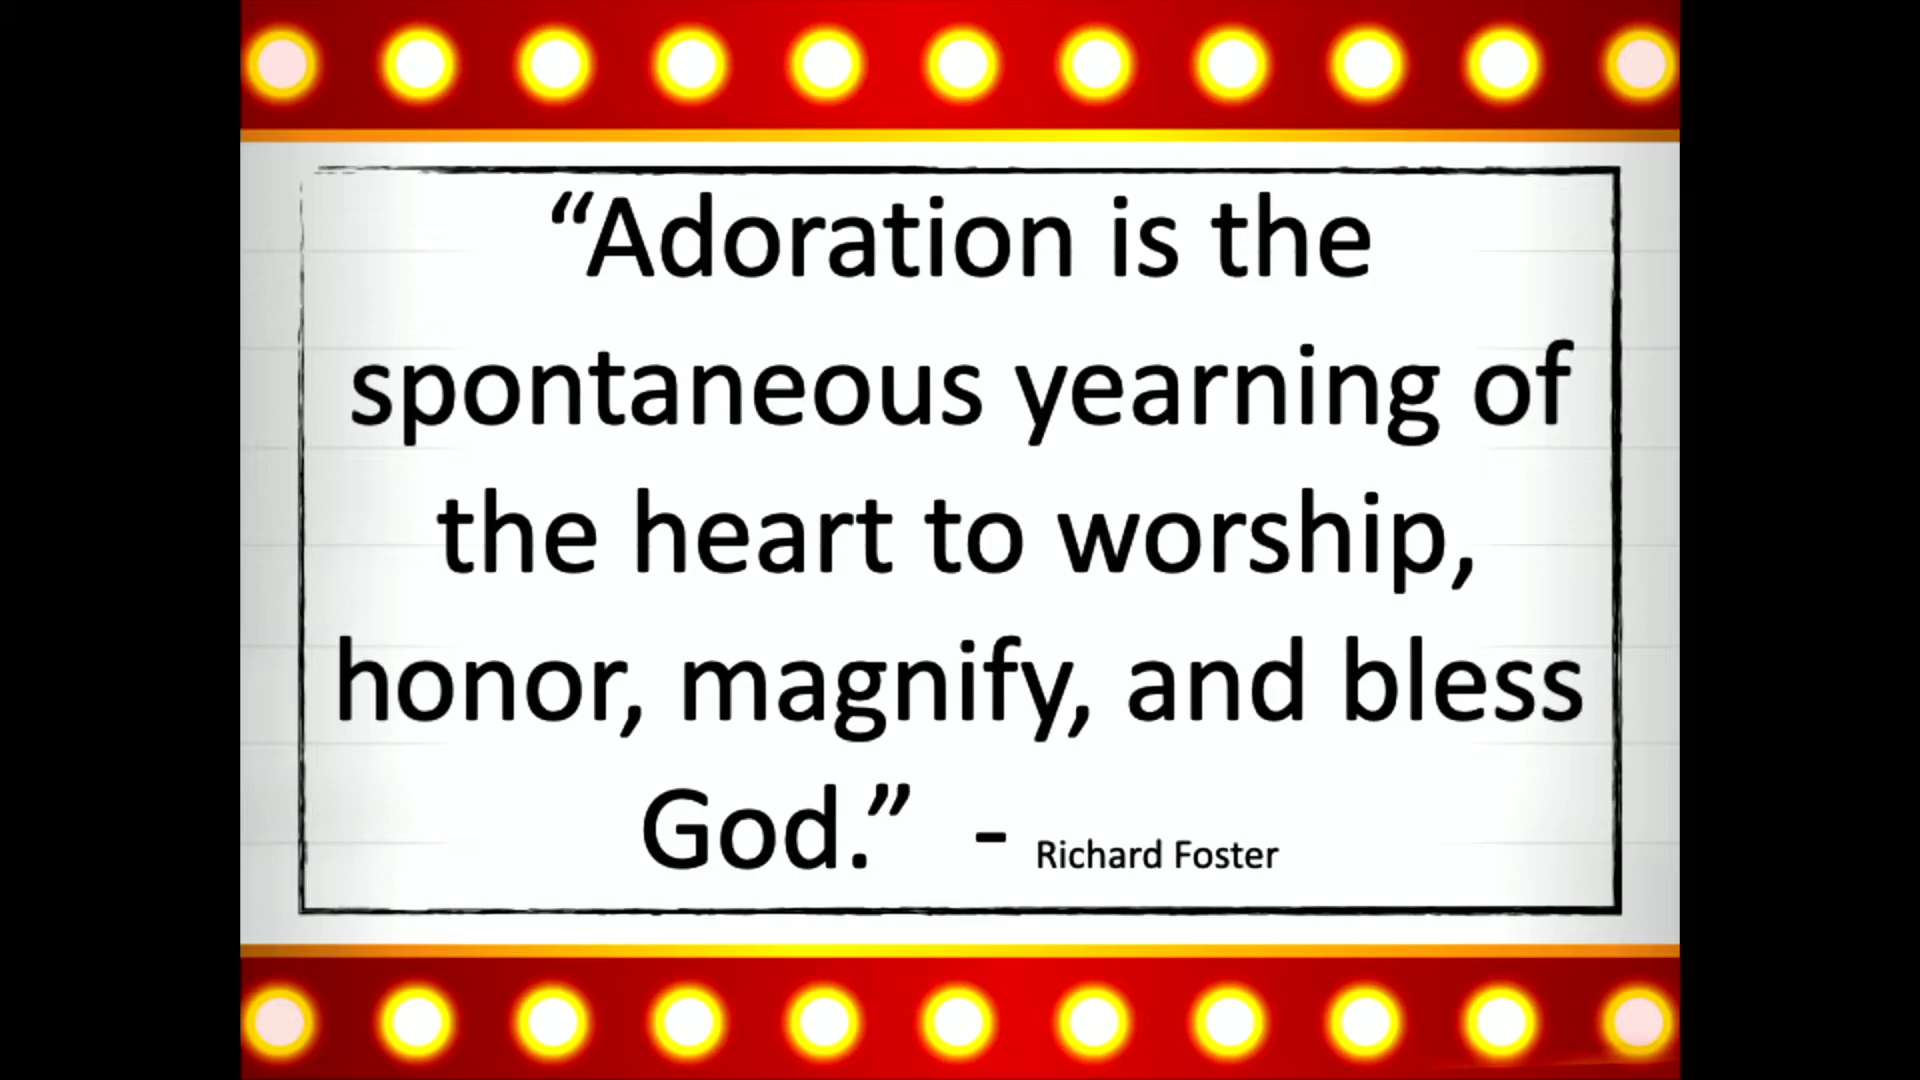 “Adoration is the
spontaneous yearning of
the heart to worship,
honor, magnify, and bless
God.” - Richard Foster